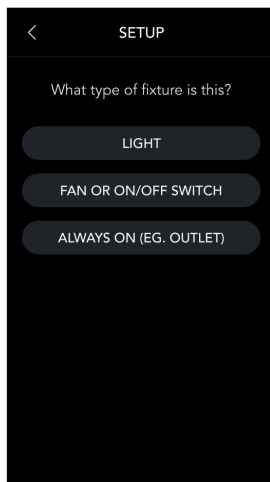 SETUP
What type of fixture is this?
LIGHT
FAN OR ON/OFF SWITCH
ALWAYS ON (EG. OUTLET)